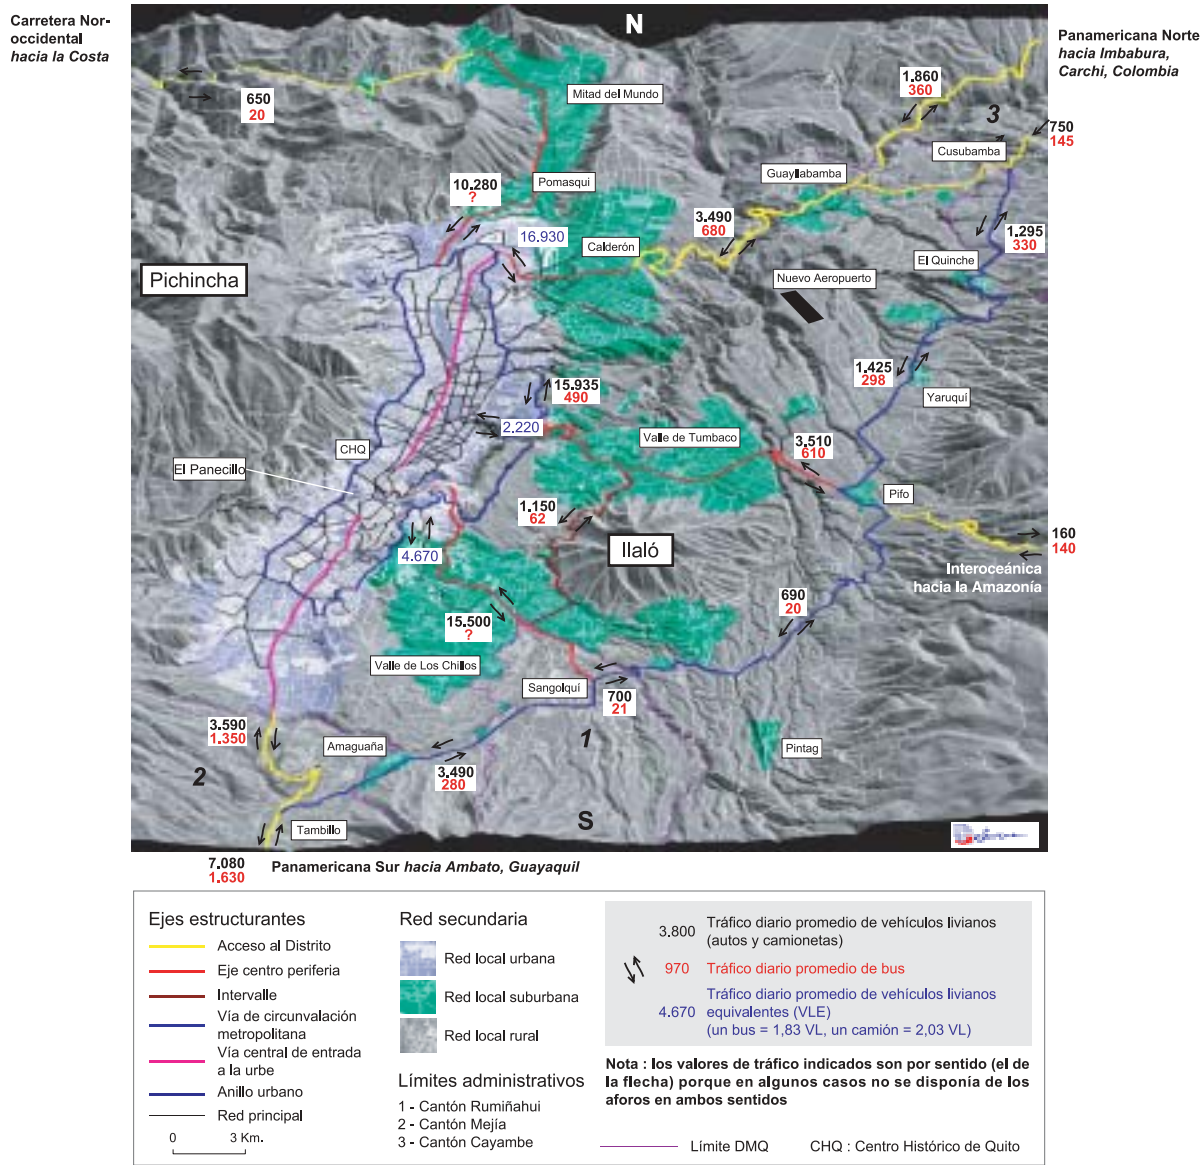 Carretera Nor-
occidental
hacia la Costa
N
Panamericana Norte
hacia Imbabura,
Carchi, Colombia
650
20
Mitad del Mundo
1.860
360
3
750
145
Cusubamba
Guayllabamba
10.280
?
Pomasqui
16.930
Calderón
3.490
680
1.295
330
El Quinche
Pichincha
Nuevo Aeropuerto
1.425
298
Yaruquí
15.935
490
2.220
Valle de Tumbaco
3.510
610
CHQ
El Panecillo
Pifo
1.150
62
160
140
4.670
Ilaló
Interoceánica
hacia la Amazonía
690
20
15.500
?
Valle de Los Chillos
Sangolquí
700
21
3.590
1.350
Amaguaña
1
Pintag
2
3.490
280
Tambillo
S
7.080
1.630
Panamericana Sur hacia Ambato, Guayaquil
Ejes estructurantes
Acceso al Distrito
Eje centro periferia
Intervalle
Vía de circunvalación
metropolitana
Vía central de entrada
a la urbe
Anillo urbano
Red principal
0 3 Km.
Red secundaria
Red local urbana
Red local suburbana
Red local rural
Límites administrativos
1 - Cantón Rumiñahui
2 - Cantón Mejía
3 - Cantón Cayambe
3.800 Tráfico diario promedio de vehículos livianos
(autos y camionetas)
970 Tráfico diario promedio de bus
4.670 Tráfico diario promedio de vehículos livianos
equivalentes (VLE)
(un bus = 1,83 VL, un camión = 2,03 VL)
Nota : los valores de tráfico indicados son por sentido (el de
la flecha) porque en algunos casos no se disponía de los
aforos en ambos sentidos
Límite DMQ
CHQ : Centro Histórico de Quito